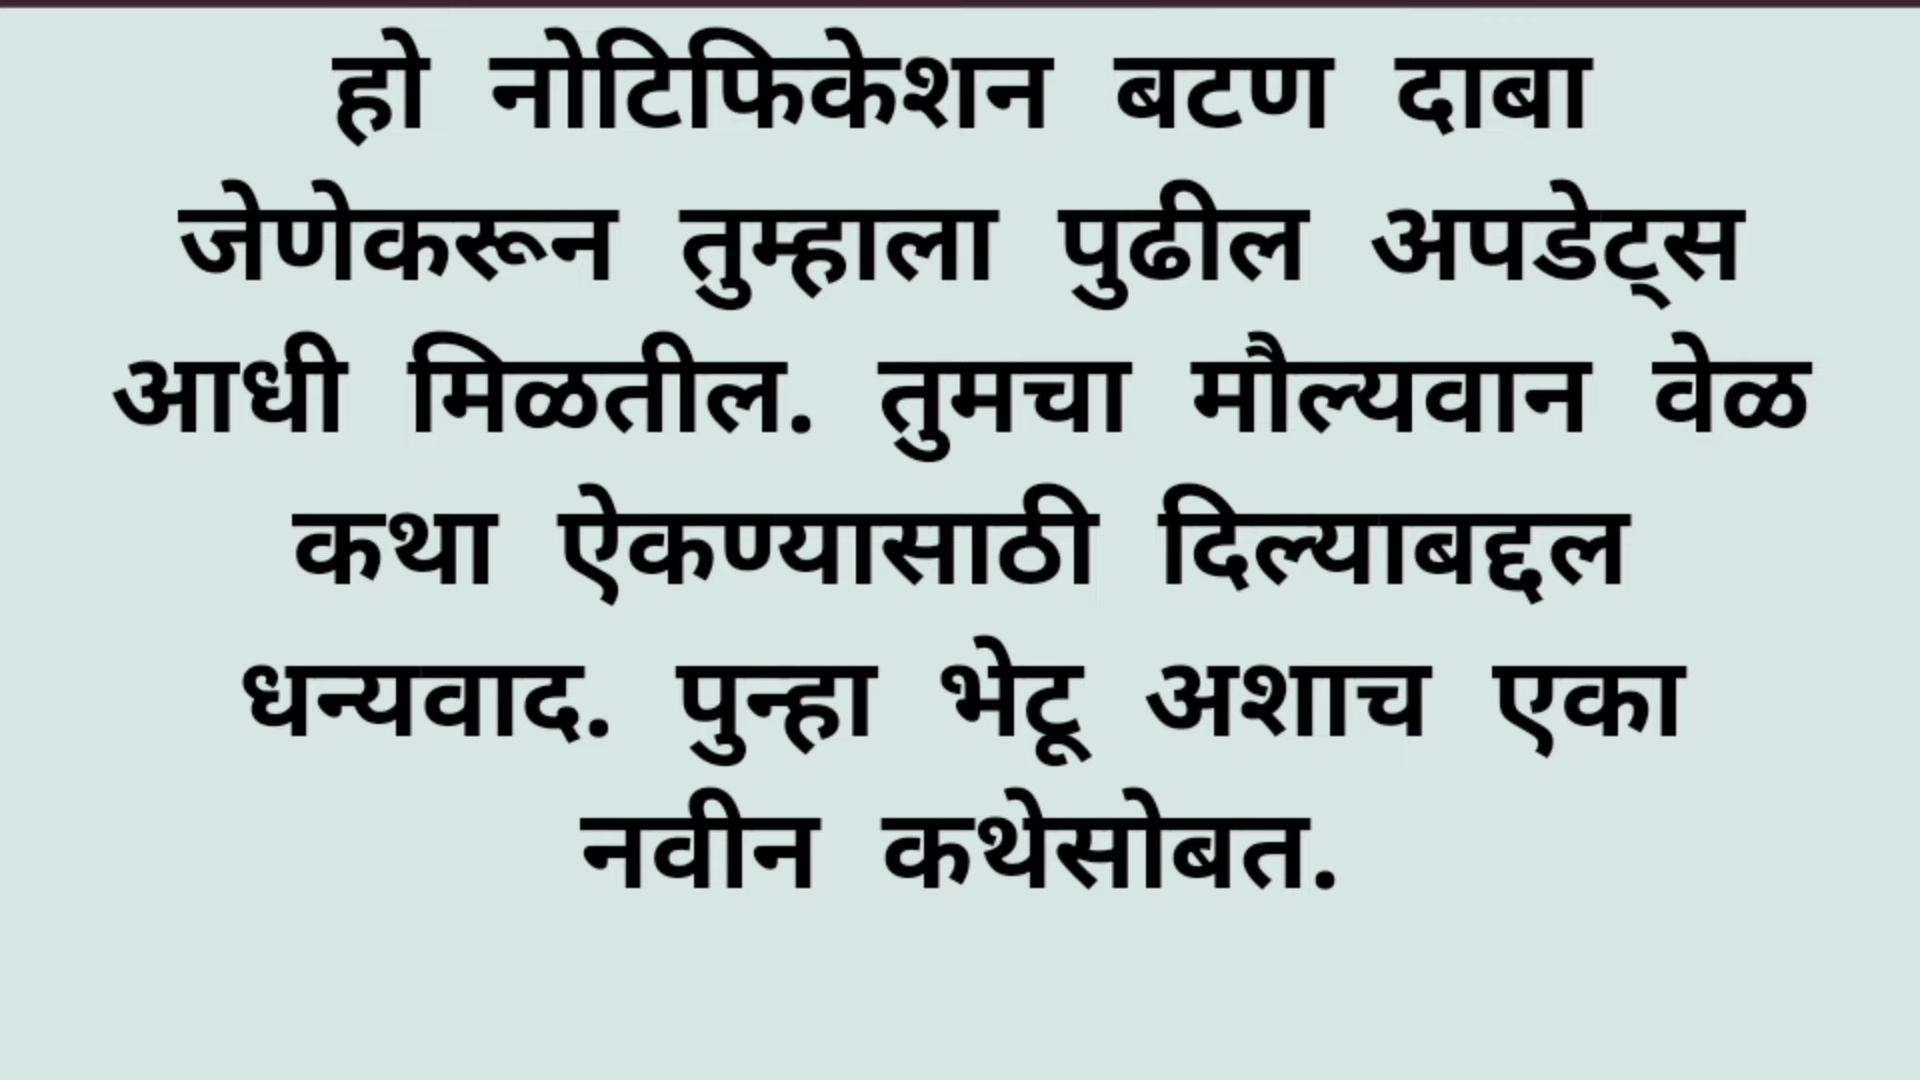 हो नोटिफिकेशन बटण दाबा
जेणेकरून तुम्हाला पुढील अपडेट्स
आधी मिळतील. तुमचा मौल्यवान वेळ
कथा ऐकण्यासाठी दिल्याबद्दल
धन्यवाद. पुन्हा भेटू अशाच एका
नवीन कथेसोबत.